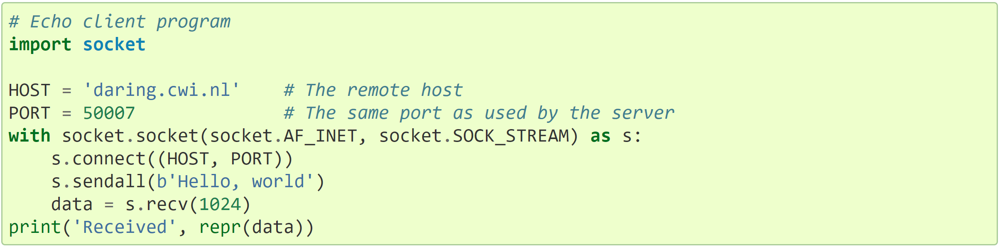 # Echo client program
import socket

HOST = 'daring.cwi.nl'    # The remote host
PORT = 50007              # The same port as used by the server
with socket.socket(socket.AF_INET, socket.SOCK_STREAM) as s:
    s.connect((HOST, PORT))
    s.sendall(b'Hello, world')
    data = s.recv(1024)
print('Received', repr(data))